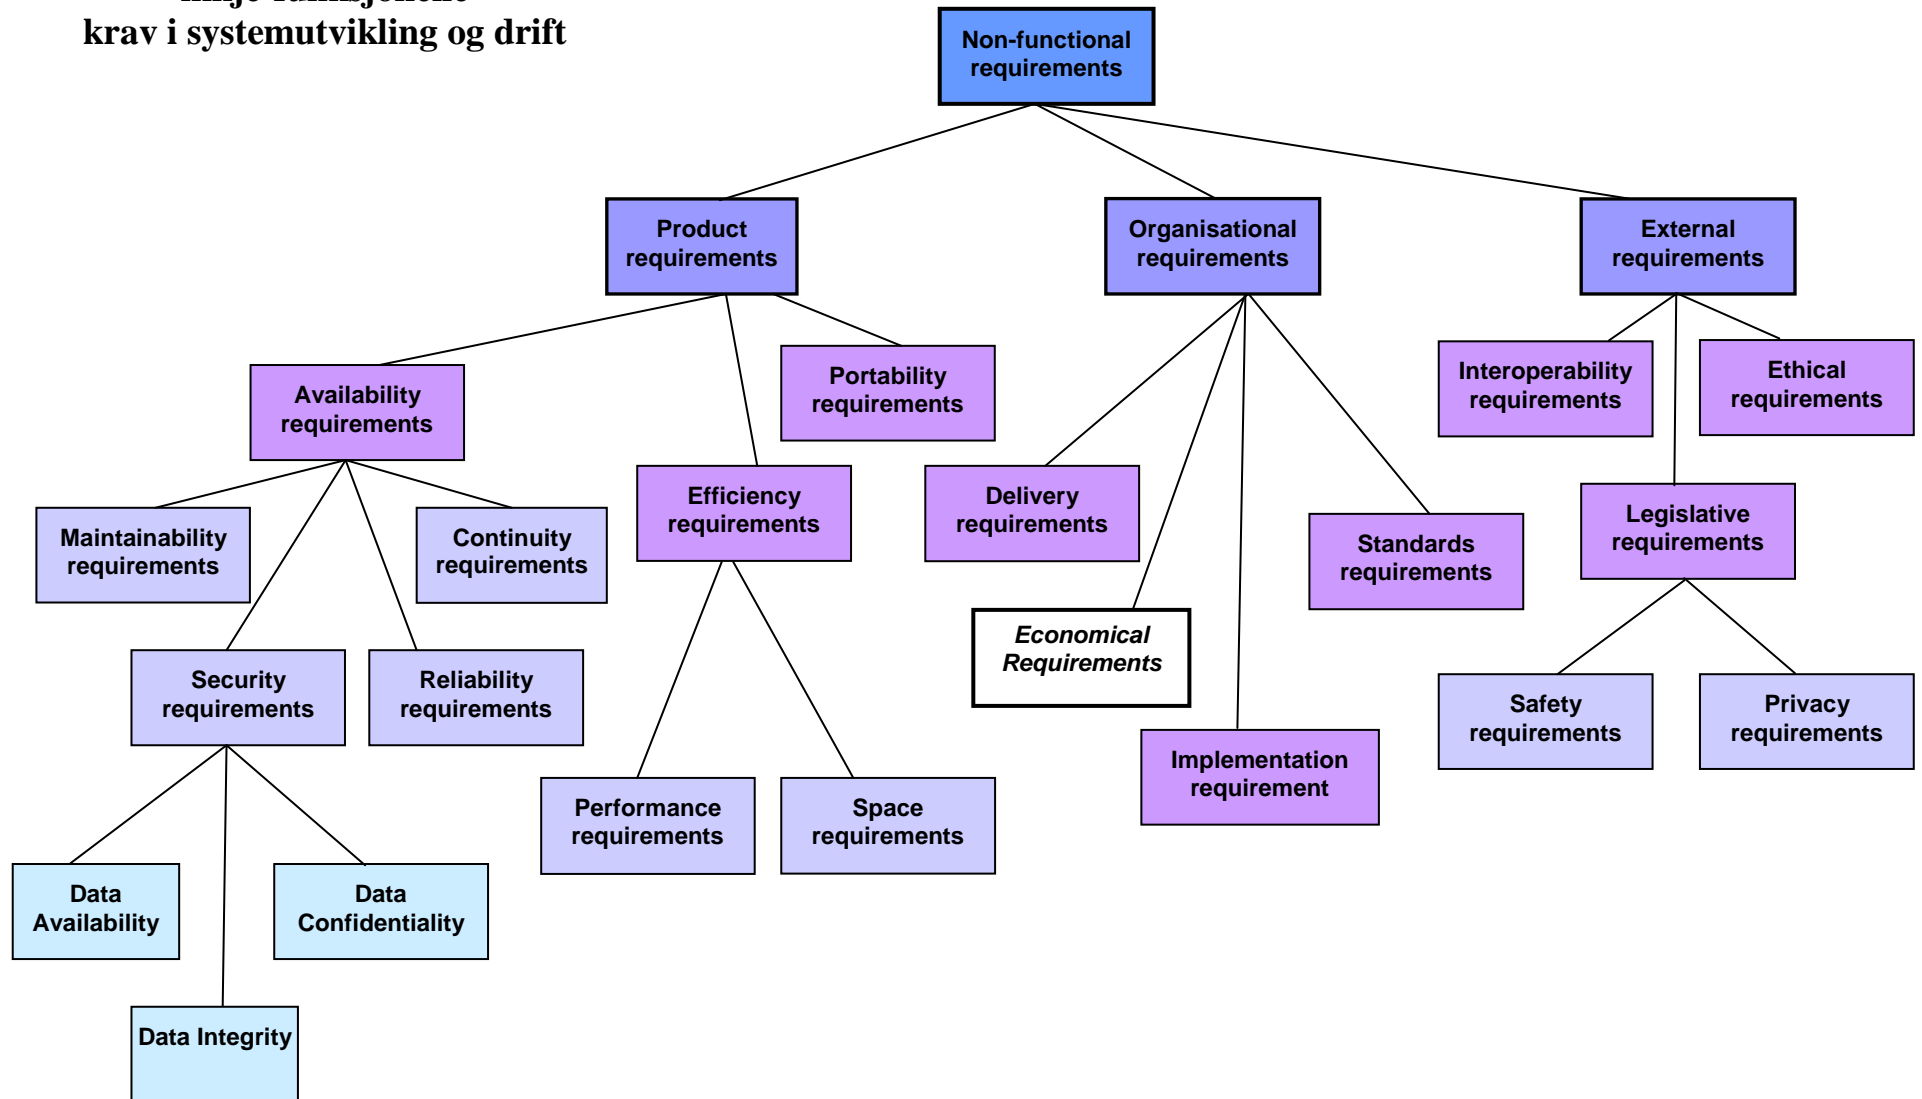 krav i systemutvikling og drift
Non-functional
requirements
Product
requirements
Organisational
requirements
External
requirements
Availability
requirements
Portability
requirements
Interoperability
requirements
Ethical
requirements
Maintainability
requirements
Continuity
requirements
Efficiency
requirements
Delivery
requirements
Standards
requirements
Legislative
requirements
Security
requirements
Reliability
requirements
Economical
Requirements
Safety
requirements
Privacy
requirements
Performance
requirements
Space
requirements
Implementation
requirement
Data
Availability
Data
Confidentiality
Data Integrity